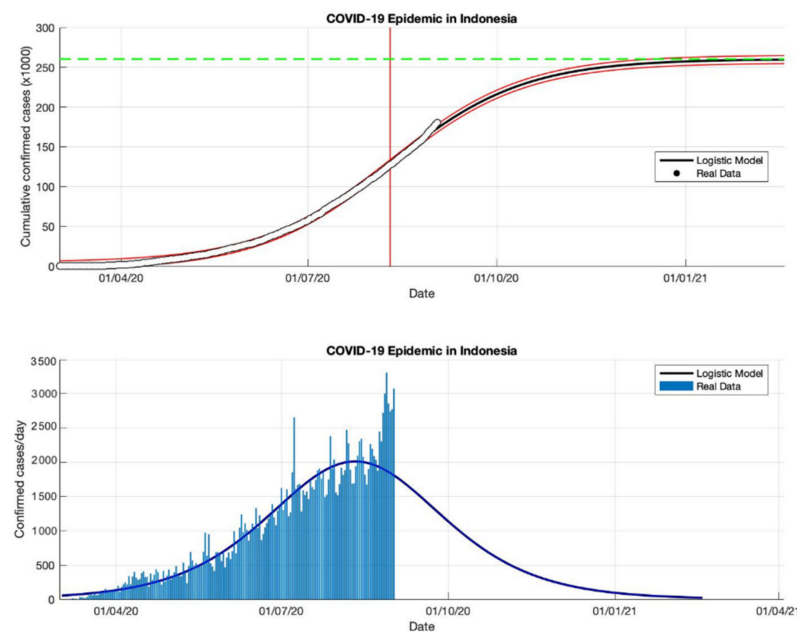 COVID-19 Epidemic in Indonesia
300
250
200
150
100
50
0
Cumulative confirmed cases (x1000)
Logistic Model
Real Data
01/04/20 01/07/20 01/10/20 01/01/21
Date
COVID-19 Epidemic in Indonesia
3500
3000
2500
2000
1500
1000
500
0
Confirmed cases/day
Logistic Model
Real Data
01/04/20 01/07/20 01/10/20 01/01/21 01/04/21
Date